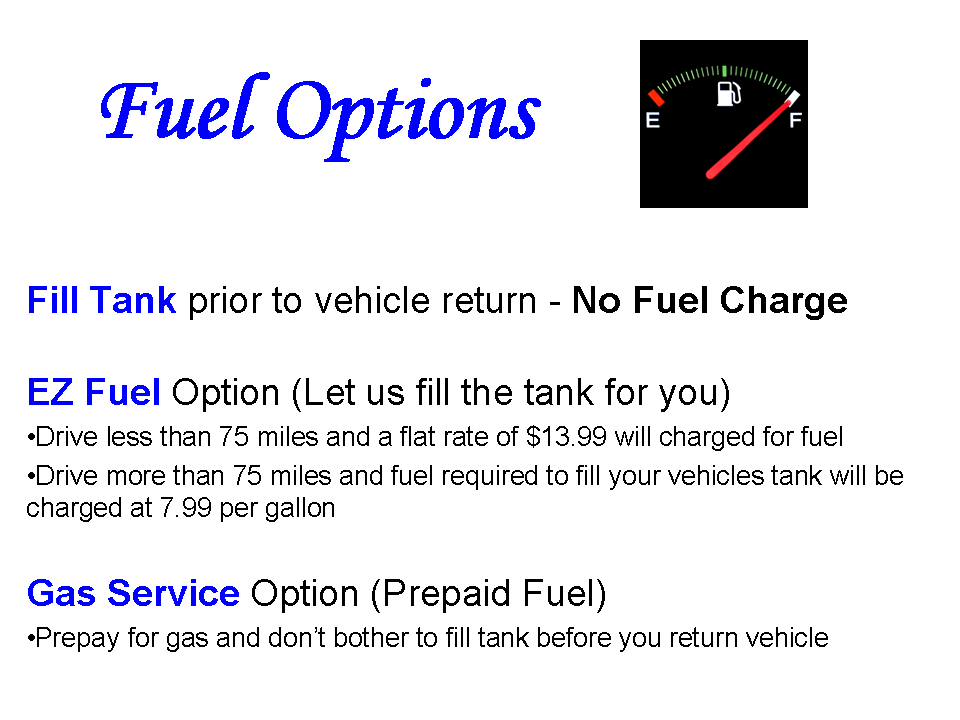 Fuel Options
E F
Fill Tank prior to vehicle return - No Fuel Charge
EZ Fuel Option (Let us fill the tank for you)
•Drive less than 75 miles and a flat rate of $13.99 will charged for fuel
•Drive more than 75 miles and fuel required to fill your vehicles tank will be
charged at 7.99 per gallon
Gas Service Option (Prepaid Fuel)
•Prepay for gas and don’t bother to fill tank before you return vehicle